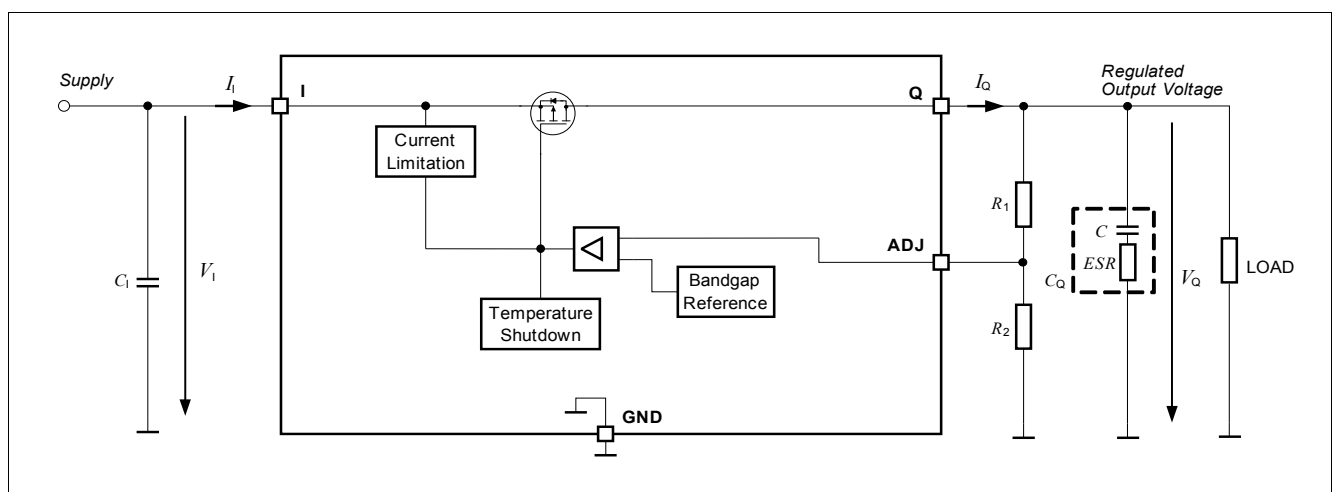 Supply
I_I
I
Q
I_Q
Regulated
Output Voltage
Current
Limitation
R_1
ADJ
C
ESR
C_Q
V_I
C_I
V_Q
LOAD
Bandgap
Reference
Temperature
Shutdown
R_2
GND